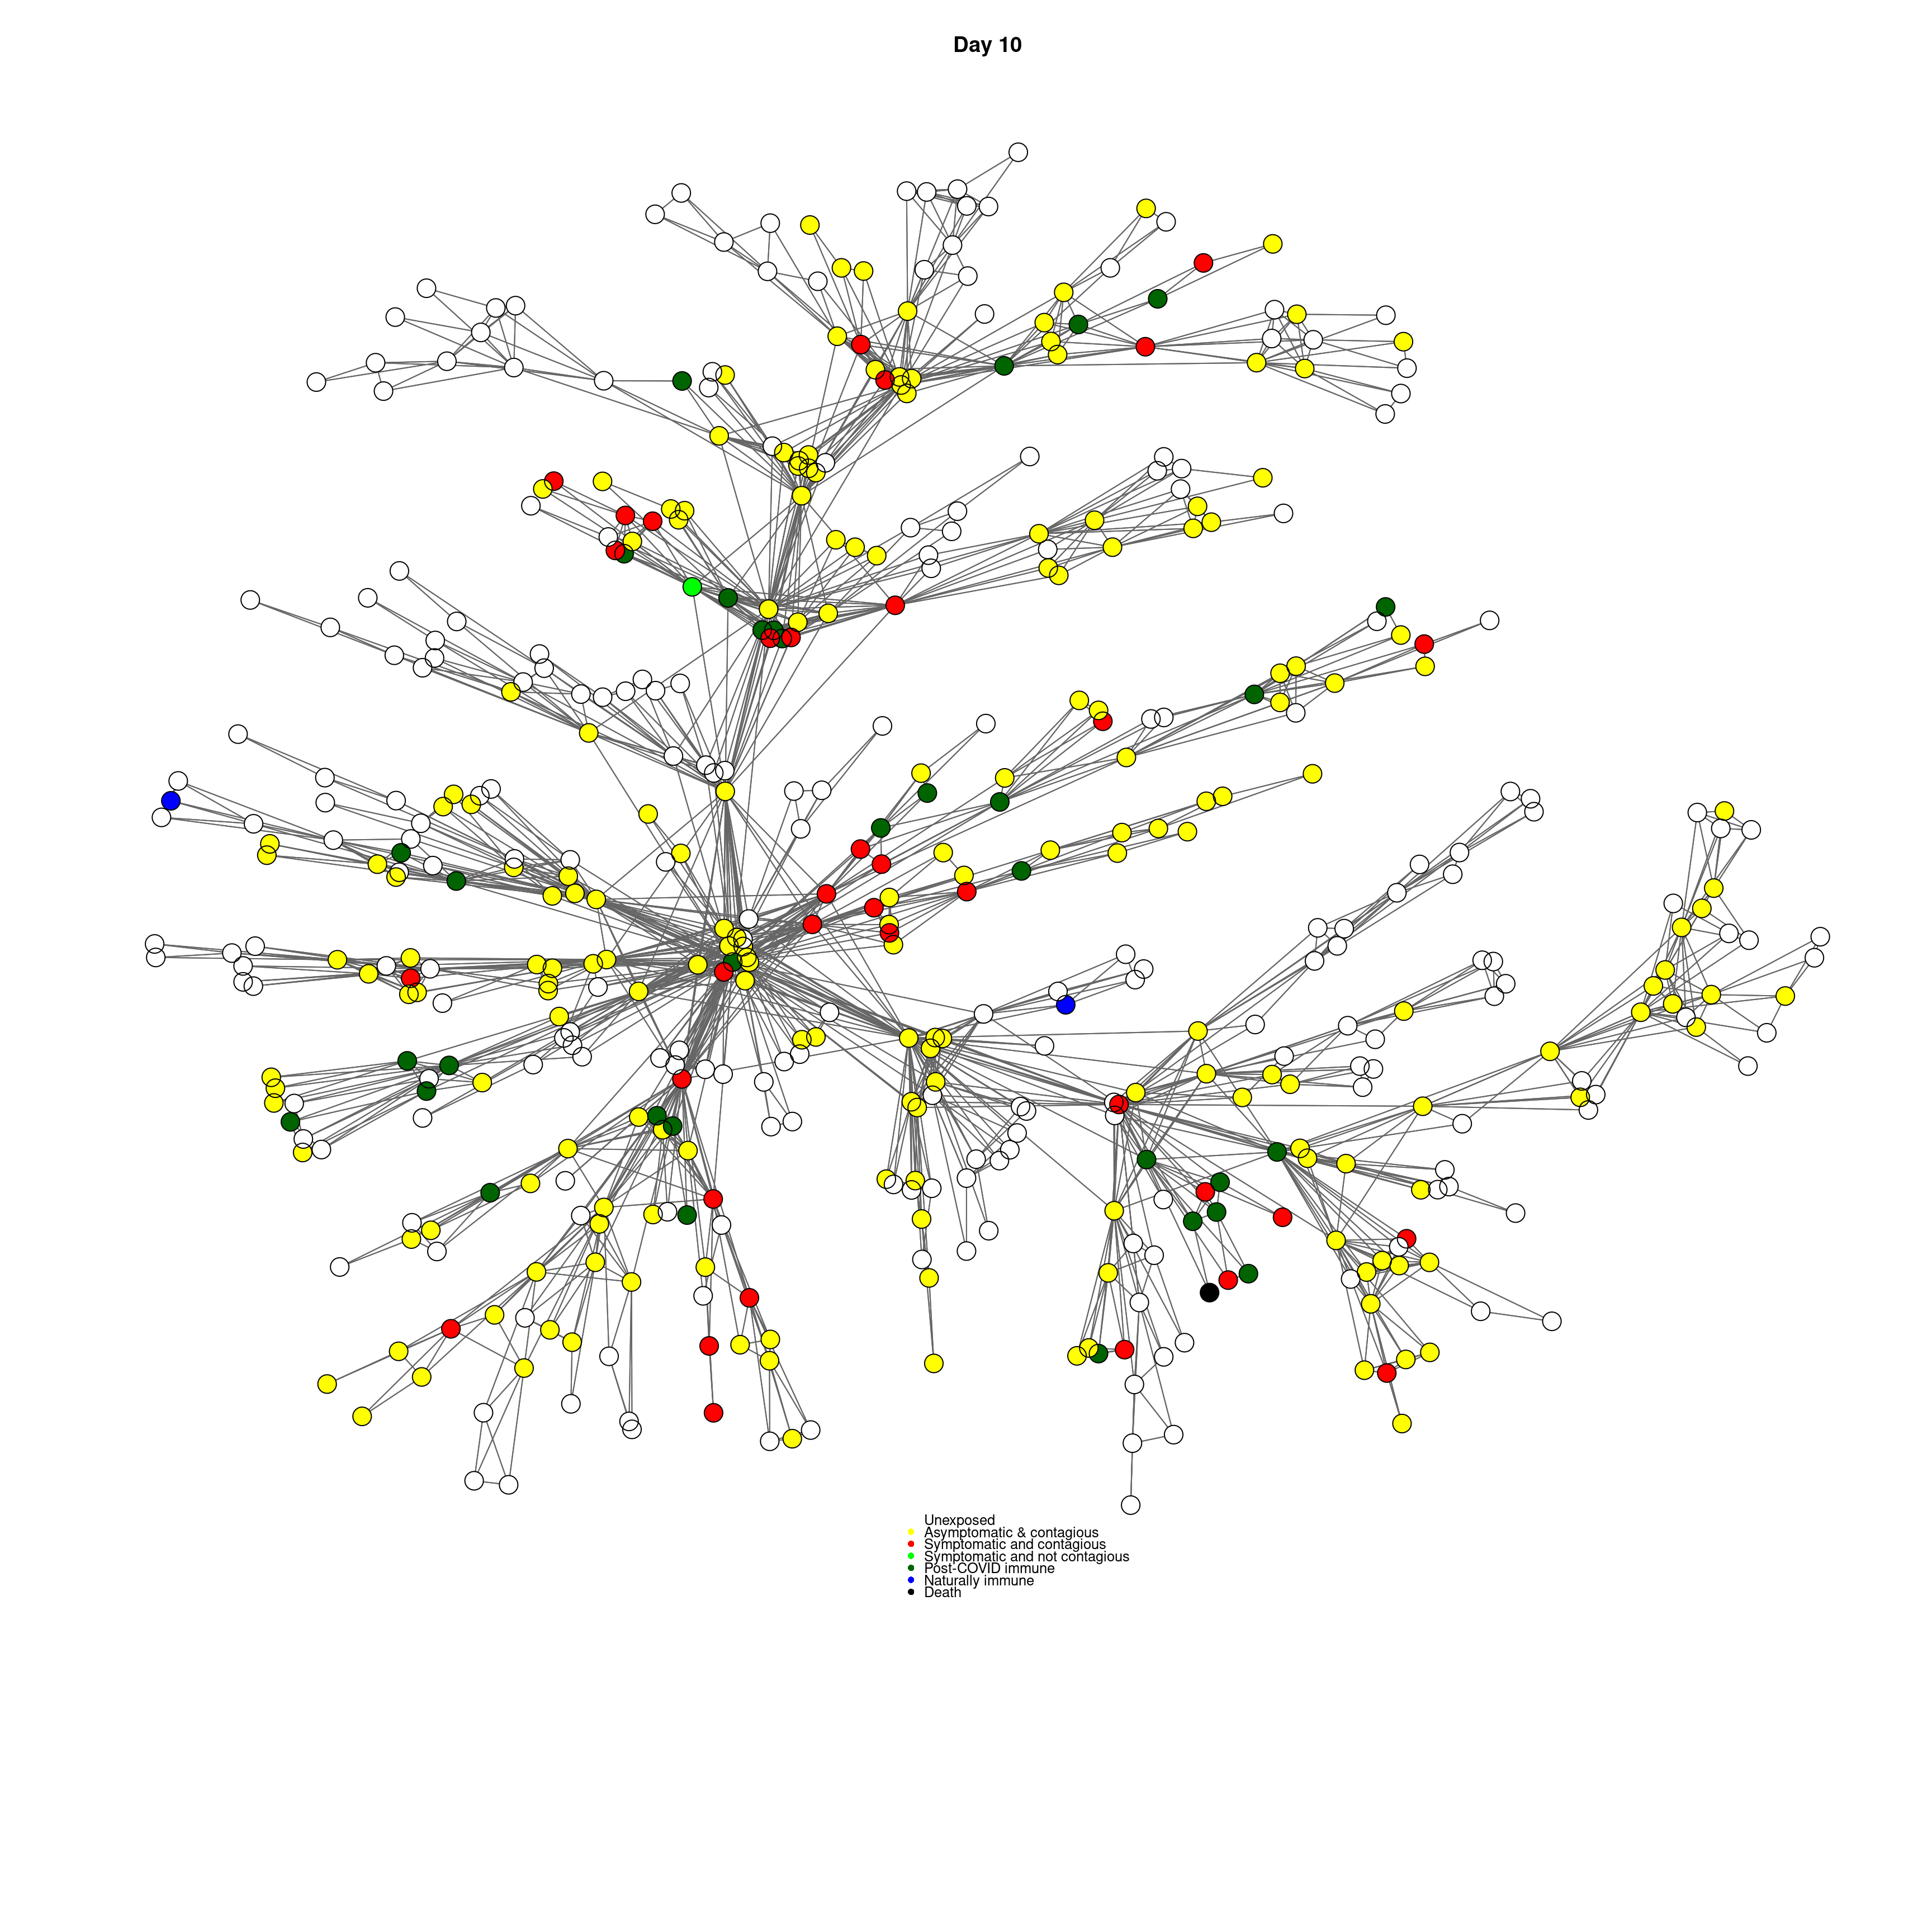 Day 10
Unexposed
Asymptomatic & contagious
Symptomatic and contagious
Symptomatic and not contagious
Post-COVID immune
Naturally immune
Death